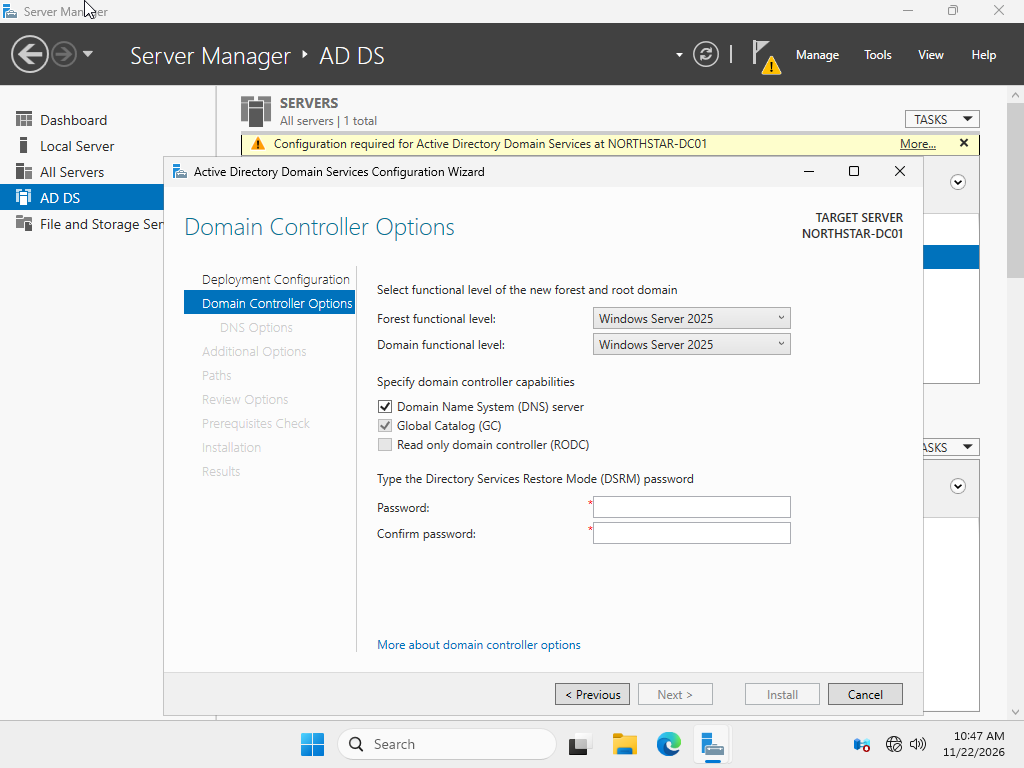 Server Manager
Server Manager ‣ AD DS
Manage
Tools
View
Help
Dashboard
Local Server
All Servers
AD DS
File and Storage Ser
SERVERS
All servers | 1 total
TASKS
Configuration required for Active Directory Domain Services at NORTHSTAR-DC01
More...
Active Directory Domain Services Configuration Wizard
Domain Controller Options
TARGET SERVER
NORTHSTAR-DC01
Deployment Configuration
Domain Controller Options
DNS Options
Additional Options
Paths
Review Options
Prerequisites Check
Installation
Results
Select functional level of the new forest and root domain
Forest functional level:
Windows Server 2025
Domain functional level:
Windows Server 2025
Specify domain controller capabilities
Domain Name System (DNS) server
Global Catalog (GC)
Read only domain controller (RODC)
Type the Directory Services Restore Mode (DSRM) password
Password:
*
Confirm password:
*
More about domain controller options
< Previous
Next >
Install
Cancel
ASKS
Search
10:47 AM
11/22/2026